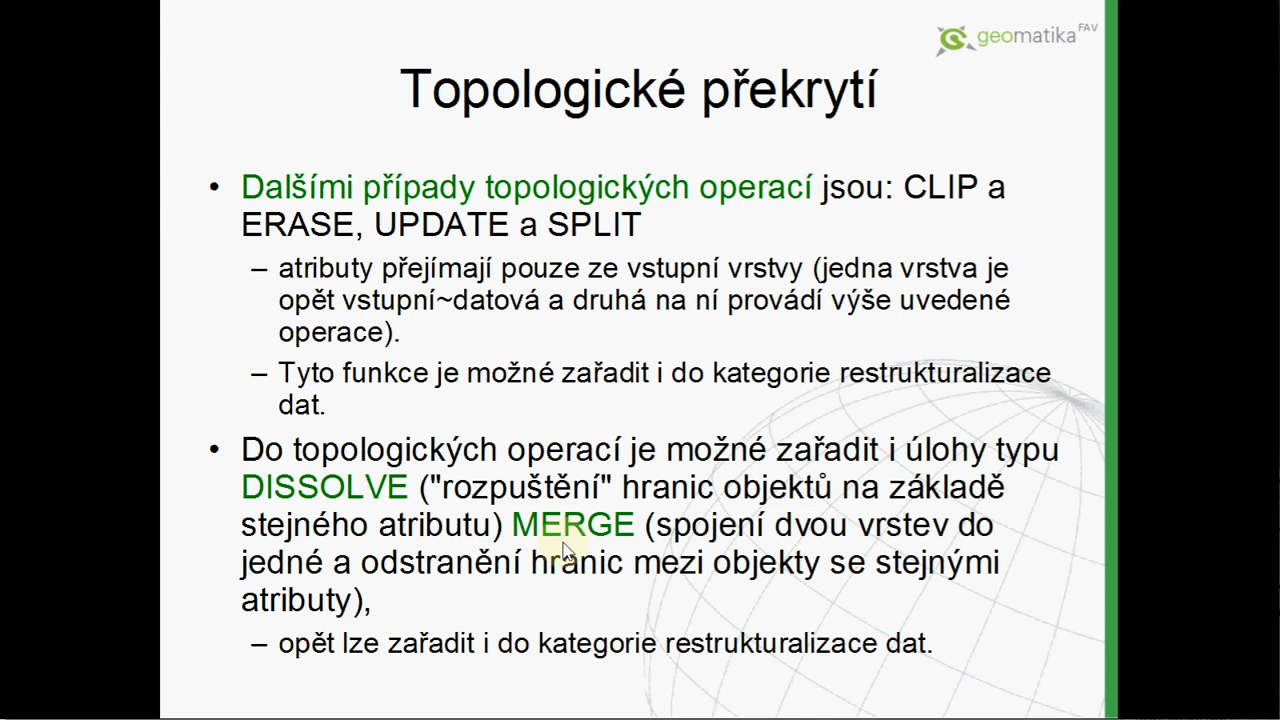 geomatika FAV
Topologické překrytí
• Dalšími případy topologických operací jsou: CLIP a
ERASE, UPDATE a SPLIT
– atributy přejímají pouze ze vstupní vrstvy (jedna vrstva je
opět vstupní~datová a druhá na ní provádí výše uvedené
operace).
– Tyto funkce je možné zařadit i do kategorie restrukturalizace
dat.
• Do topologických operací je možné zařadit i úlohy typu
DISSOLVE ("rozpuštění" hranic objektů na základě
stejného atributu) MERGE (spojení dvou vrstev do
jedné a odstranění hranic mezi objekty se stejnými
atributy),
– opět lze zařadit i do kategorie restrukturalizace dat.